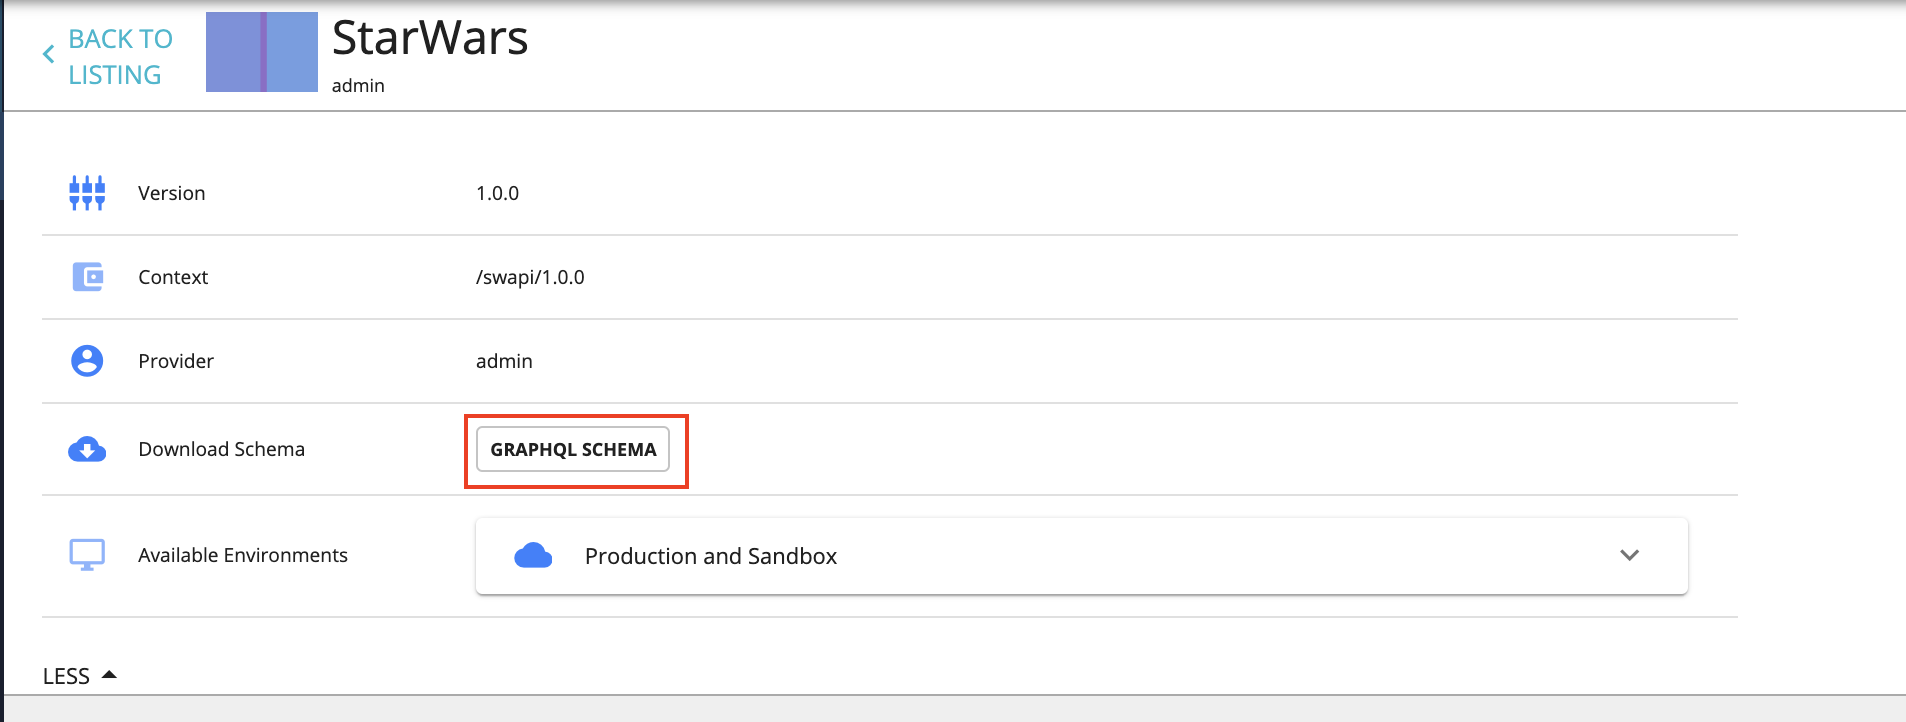 BACK TO
LISTING
StarWars
admin
Version 1.0.0
Context /swapi/1.0.0
Provider admin
Download Schema GRAPHQL SCHEMA
Available Environments Production and Sandbox
LESS